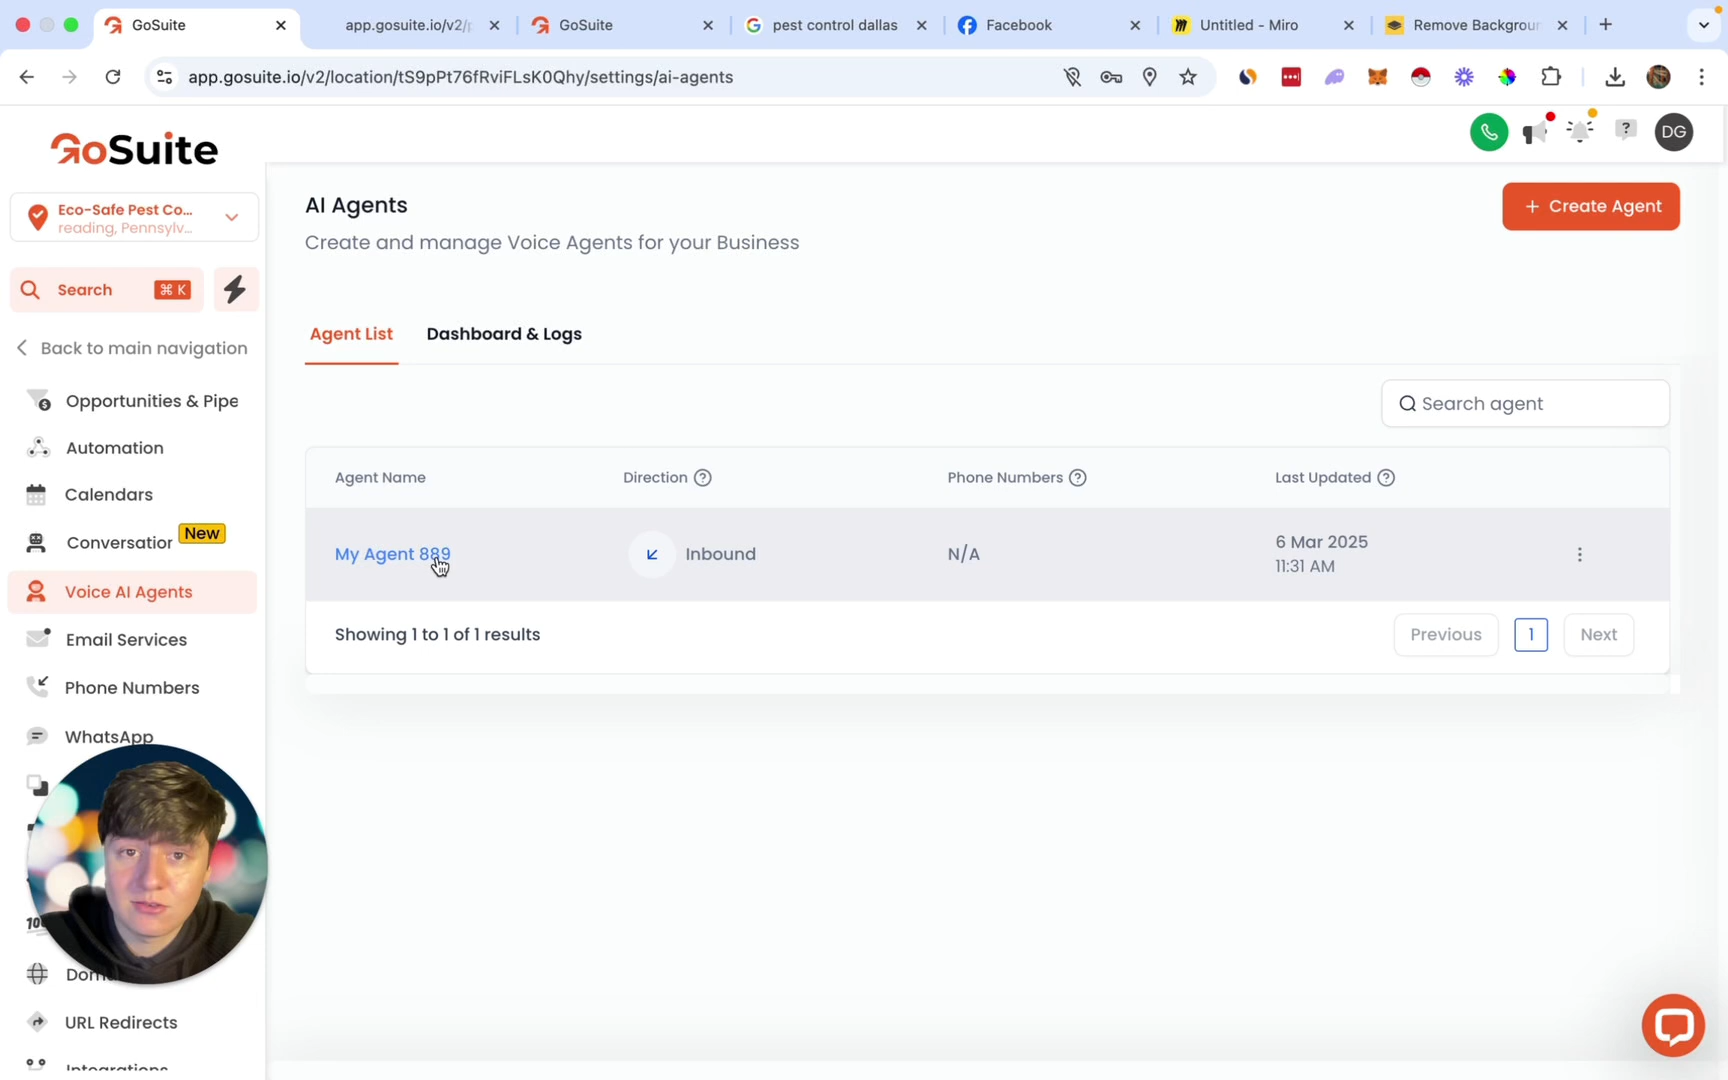 GoSuite
app.gosuite.io/v2/
GoSuite
pest control dallas
Facebook
Untitled - Miro
Remove Backgroun
app.gosuite.io/v2/location/tS9pPt76fRviFLsK0Qhy/settings/ai-agents
GoSuite
DG
Eco-Safe Pest Co...
reading, Pennsylv...
Search
⌘ K
Back to main navigation
Opportunities & Pipe
Automation
Calendars
Conversation
New
Voice AI Agents
Email Services
Phone Numbers
WhatsApp
Dom
URL Redirects
Integrations
AI Agents
Create and manage Voice Agents for your Business
+ Create Agent
Agent List
Dashboard & Logs
Search agent
Agent Name
Direction
Phone Numbers
Last Updated
My Agent 889
Inbound
N/A
6 Mar 2025
11:31 AM
Showing 1 to 1 of 1 results
Previous
1
Next